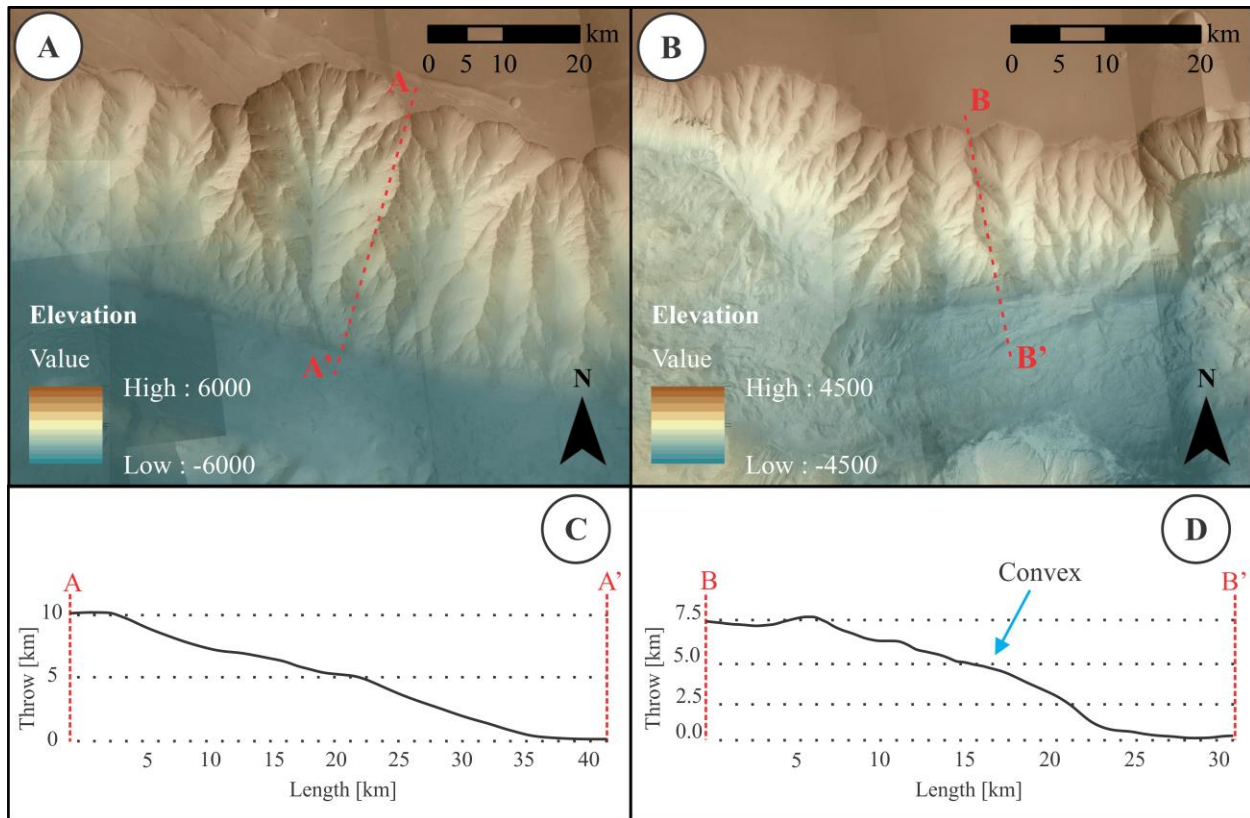 A
km
0 5 10 20
A
A'
Elevation
Value
High : 6000
Low : -6000
N
B
km
0 5 10 20
B
B'
Elevation
Value
High : 4500
Low : -4500
N
C
A
A'
10
5
0
Throw [km]
5 10 15 20 25 30 35 40
Length [km]
D
B
B'
Convex
7.5
5.0
2.5
0.0
Throw [km]
5 10 15 20 25 30
Length [km]